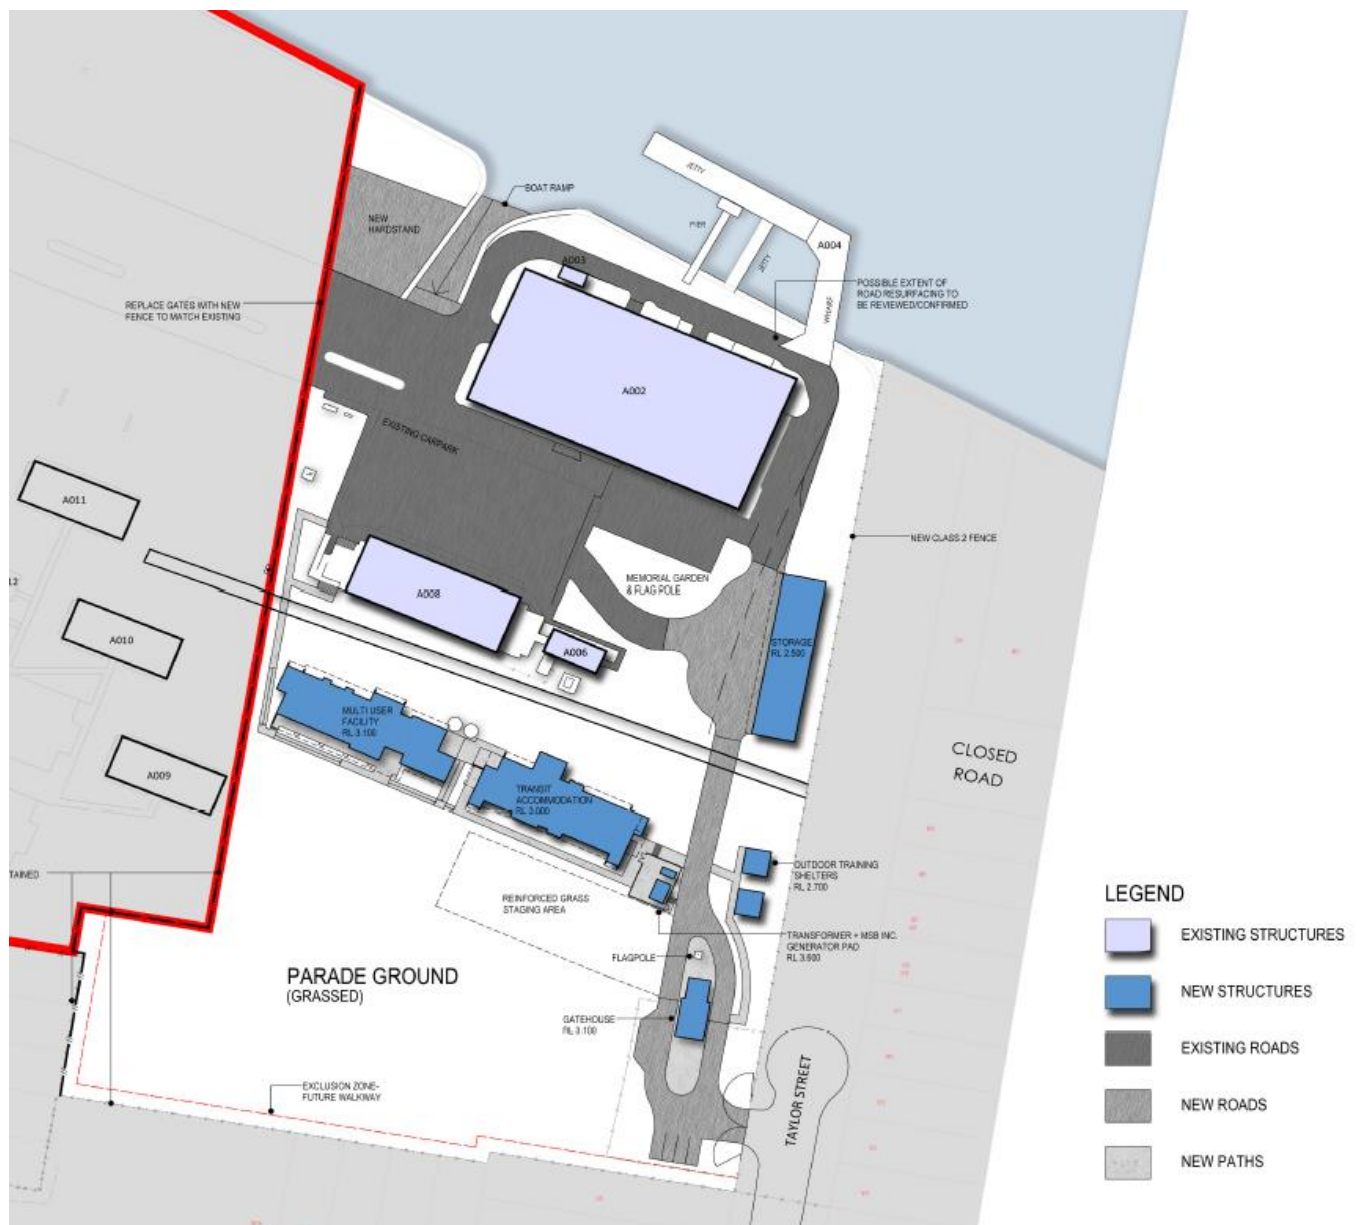 BOAT RAMP
JETTY
NEW
HARDSTAND
PIER
A004
A003
JETTY
POSSIBLE EXTENT OF
ROAD RESURFACING TO
BE REVIEWED/CONFIRMED
REPLACE GATES WITH NEW
FENCE TO MATCH EXISTING
WHARF
A002
EXISTING CARPARK
A011
NEW CLASS 2 FENCE
12
MEMORIAL GARDEN
& FLAG POLE
A008
A010
A006
STORAGE
RL 2.500
MULTI USER
FACILITY
RL 3.100
CLOSED
ROAD
A009
TRANSIT
ACCOMMODATION
RL 3.000
TAINED
OUTDOOR TRAINING
SHELTERS
RL 2.700
LEGEND
REINFORCED GRASS
STAGING AREA
EXISTING STRUCTURES
TRANSFORMER + MSB INC.
GENERATOR PAD
RL 3.600
FLAGPOLE
PARADE GROUND
(GRASSED)
NEW STRUCTURES
GATEHOUSE
RL 3.100
EXISTING ROADS
TAYLOR STREET
EXCLUSION ZONE-
FUTURE WALKWAY
NEW ROADS
NEW PATHS